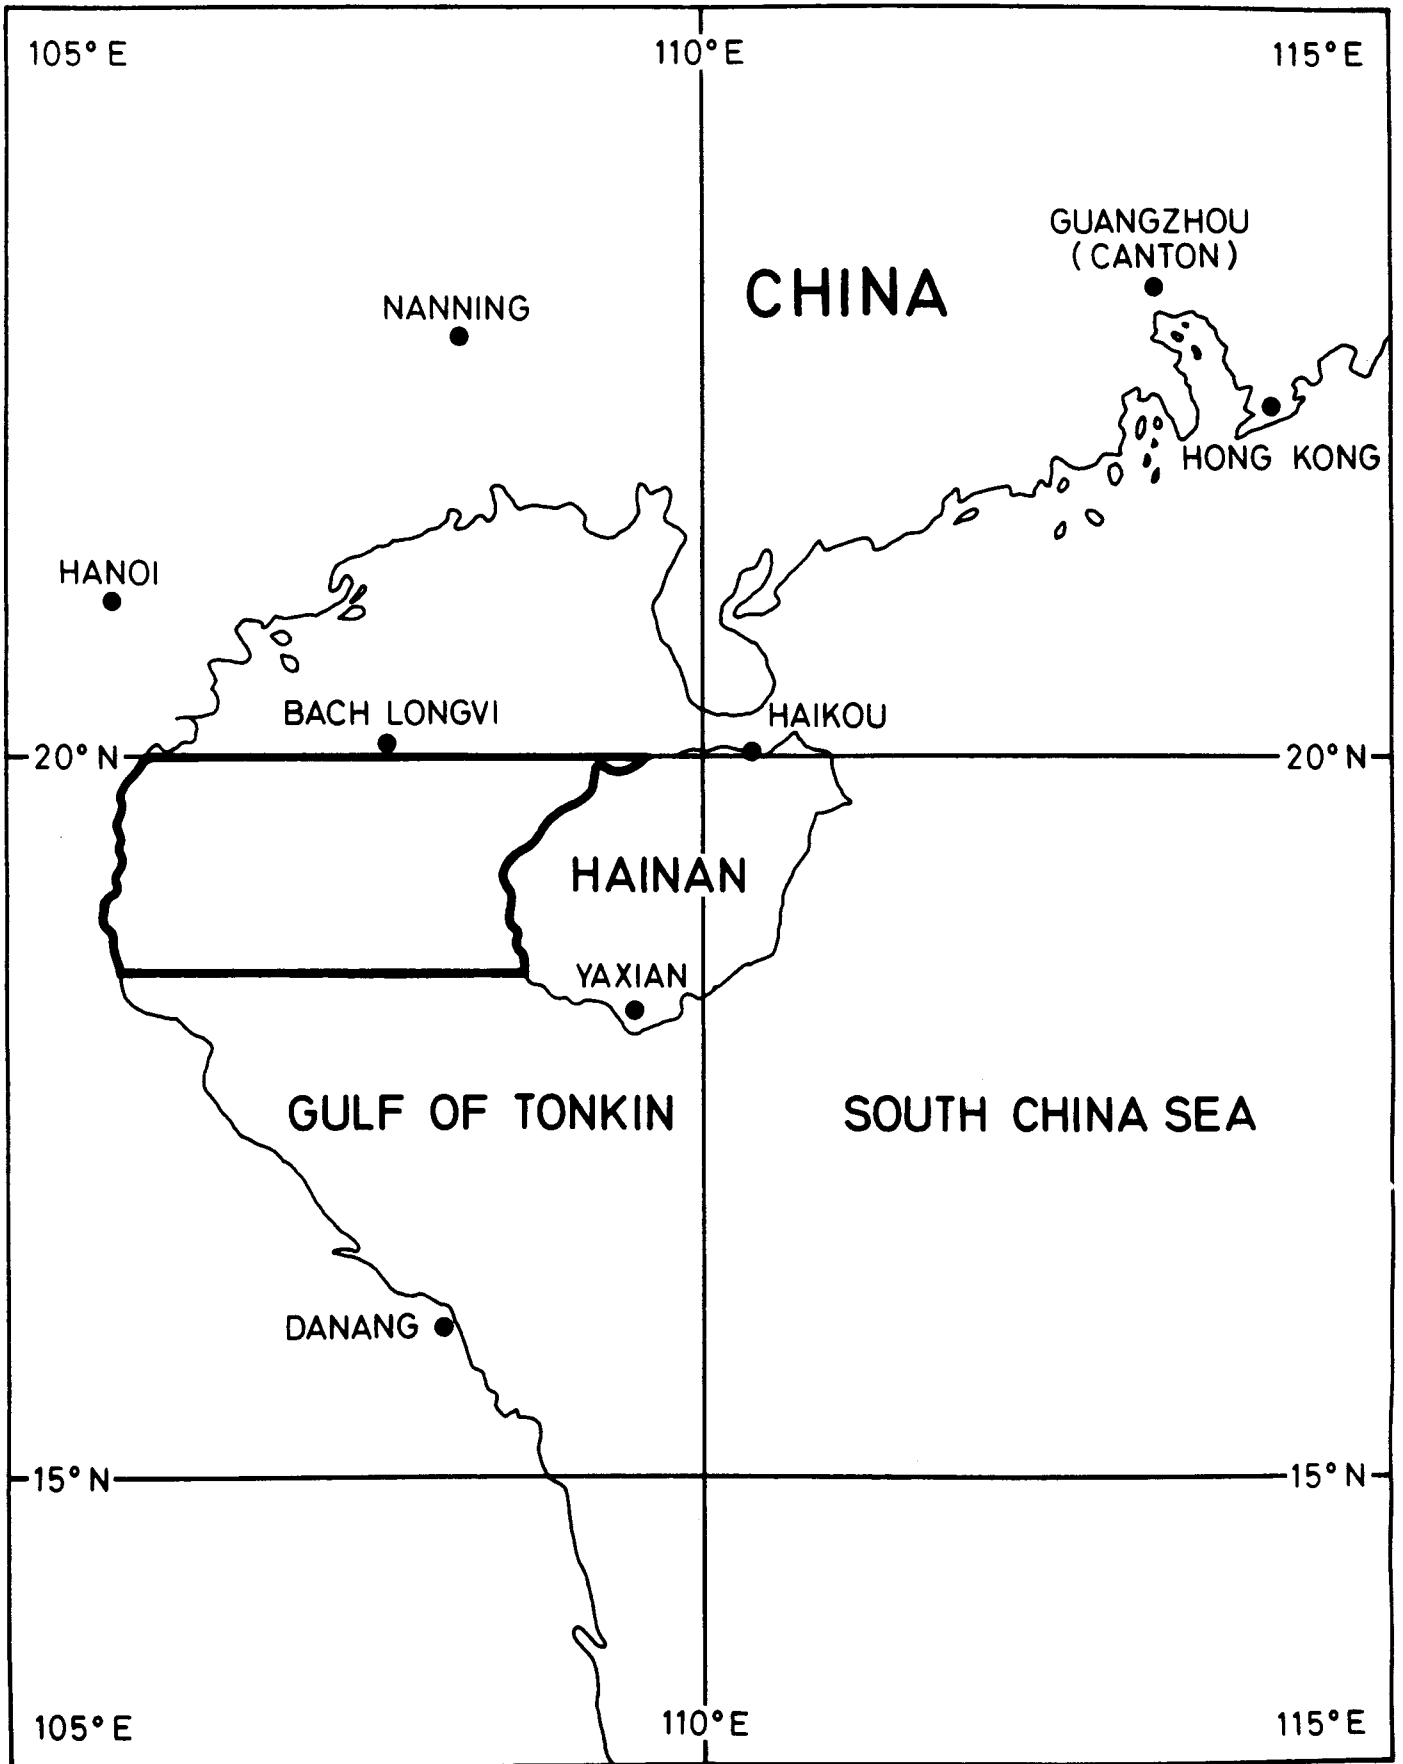 105°E 110°E 115°E
GUANGZHOU
(CANTON)
CHINA
NANNING
HONG KONG
HANOI
BACH LONGVI
HAIKOU
20°N 20°N
HAINAN
YAXIAN
GULF OF TONKIN
SOUTH CHINA SEA
DANANG
15°N 15°N
105°E 110°E 115°E